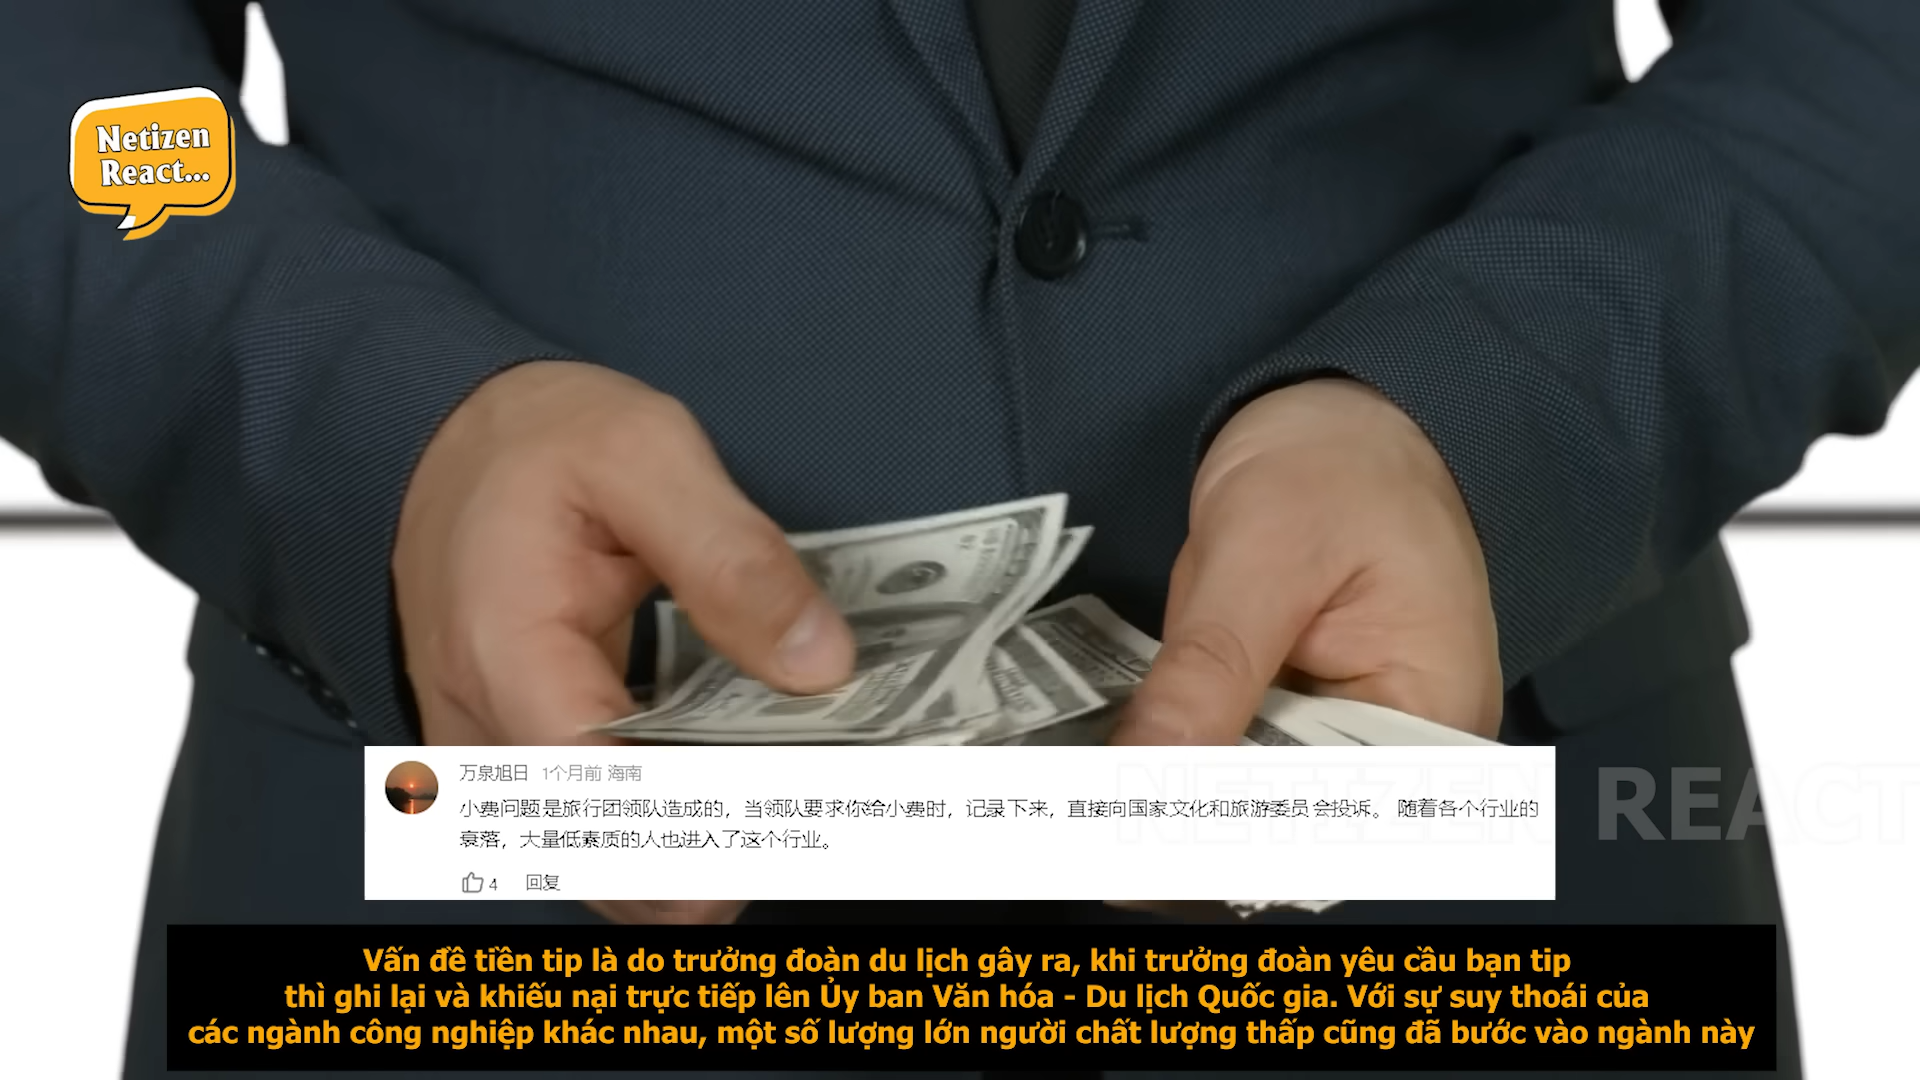 Netizen
React...
万泉旭日 1个月前 海南
小费问题是旅行团领队造成的，当领队要求你给小费时，记录下来，直接向国家文化和旅游委员会投诉。 随着各个行业的
衰落，大量低素质的人也进入了这个行业。
4 回复
NETIZEN REACT
Vấn đề tiền tip là do trưởng đoàn du lịch gây ra, khi trưởng đoàn yêu cầu bạn tip
thì ghi lại và khiếu nại trực tiếp lên Ủy ban Văn hóa - Du lịch Quốc gia. Với sự suy thoái của
các ngành công nghiệp khác nhau, một số lượng lớn người chất lượng thấp cũng đã bước vào ngành này